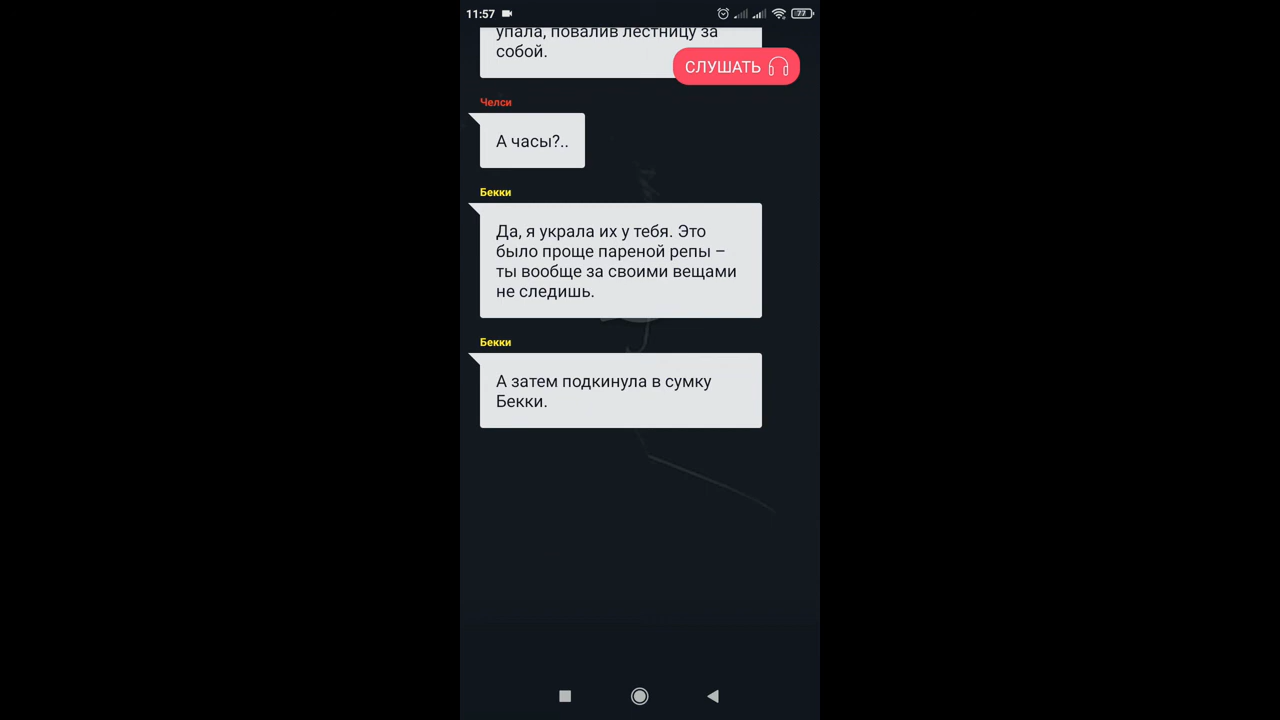 11:57
77
упала, повалив лестницу за
собой.
СЛУШАТЬ
Челси
А часы?..
Бекки
Да, я украла их у тебя. Это
было проще пареной репы –
ты вообще за своими вещами
не следишь.
Бекки
А затем подкинула в сумку
Бекки.